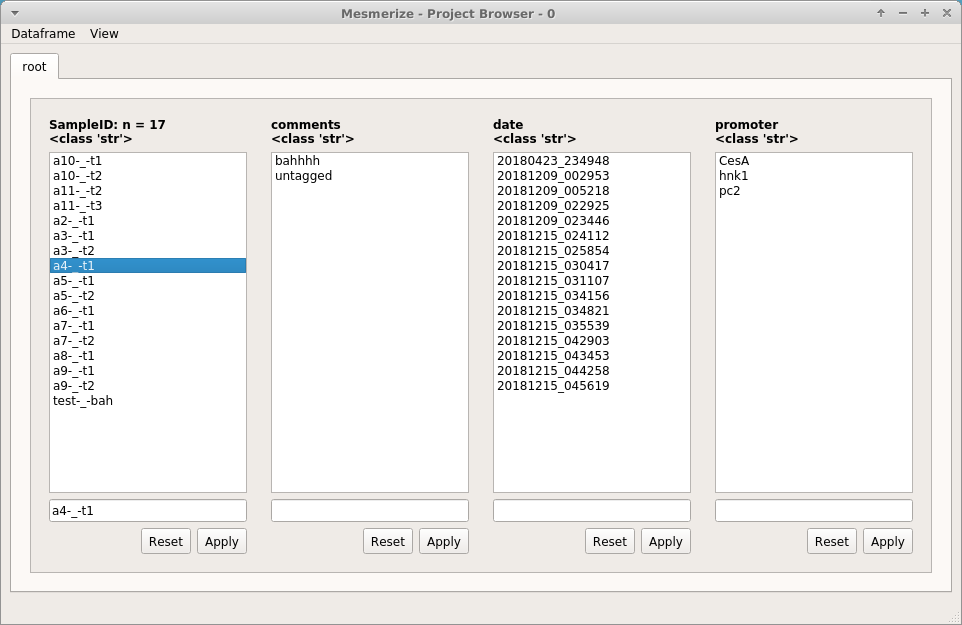 Mesmerize - Project Browser - 0
Dataframe View
root
SampleID: n = 17
<class 'str'>
a10-_-t1
a10-_-t2
a11-_-t2
a11-_-t3
a2-_-t1
a3-_-t1
a3-_-t2
a4-_-t1
a5-_-t1
a5-_-t2
a6-_-t1
a7-_-t1
a7-_-t2
a8-_-t1
a9-_-t1
a9-_-t2
test-_-bah
a4-_-t1
Reset Apply
comments
<class 'str'>
bahhhh
untagged
Reset Apply
date
<class 'str'>
20180423_234948
20181209_002953
20181209_005218
20181209_022925
20181209_023446
20181215_024112
20181215_025854
20181215_030417
20181215_031107
20181215_034156
20181215_034821
20181215_035539
20181215_042903
20181215_043453
20181215_044258
20181215_045619
Reset Apply
promoter
<class 'str'>
CesA
hnk1
pc2
Reset Apply